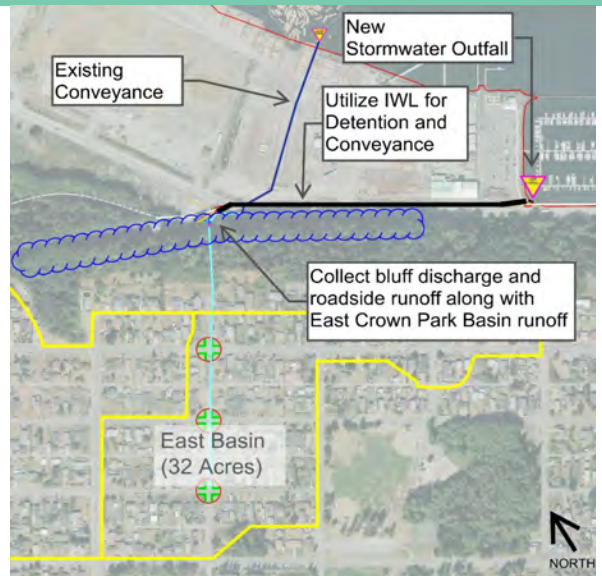 New
Stormwater Outfall
Existing
Conveyance
Utilize IWL for
Detention and
Conveyance
Collect bluff discharge and
roadside runoff along with
East Crown Park Basin runoff
East Basin
(32 Acres)
NORTH